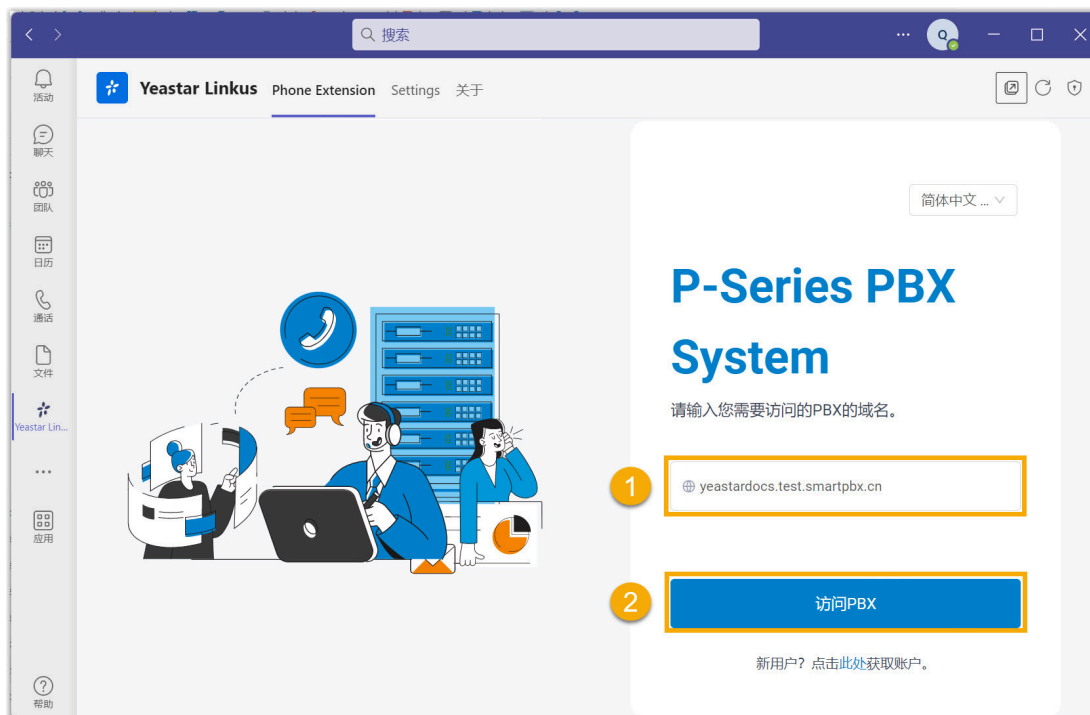 搜索
Q
活动
聊天
团队
日历
通话
文件
Yeastar Lin...
应用
帮助
Yeastar Linkus Phone Extension Settings 关于
简体中文 ...
P-Series PBX
System
请输入您需要访问的PBX的域名。
1
yeastardocs.test.smartpbx.cn
2
访问PBX
新用户？点击此处获取账户。